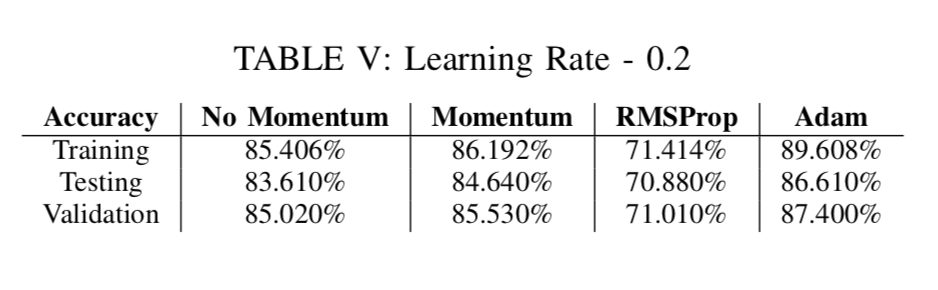 TABLE V: Learning Rate - 0.2
Accuracy No Momentum Momentum RMSProp Adam
Training 85.406% 86.192% 71.414% 89.608%
Testing 83.610% 84.640% 70.880% 86.610%
Validation 85.020% 85.530% 71.010% 87.400%